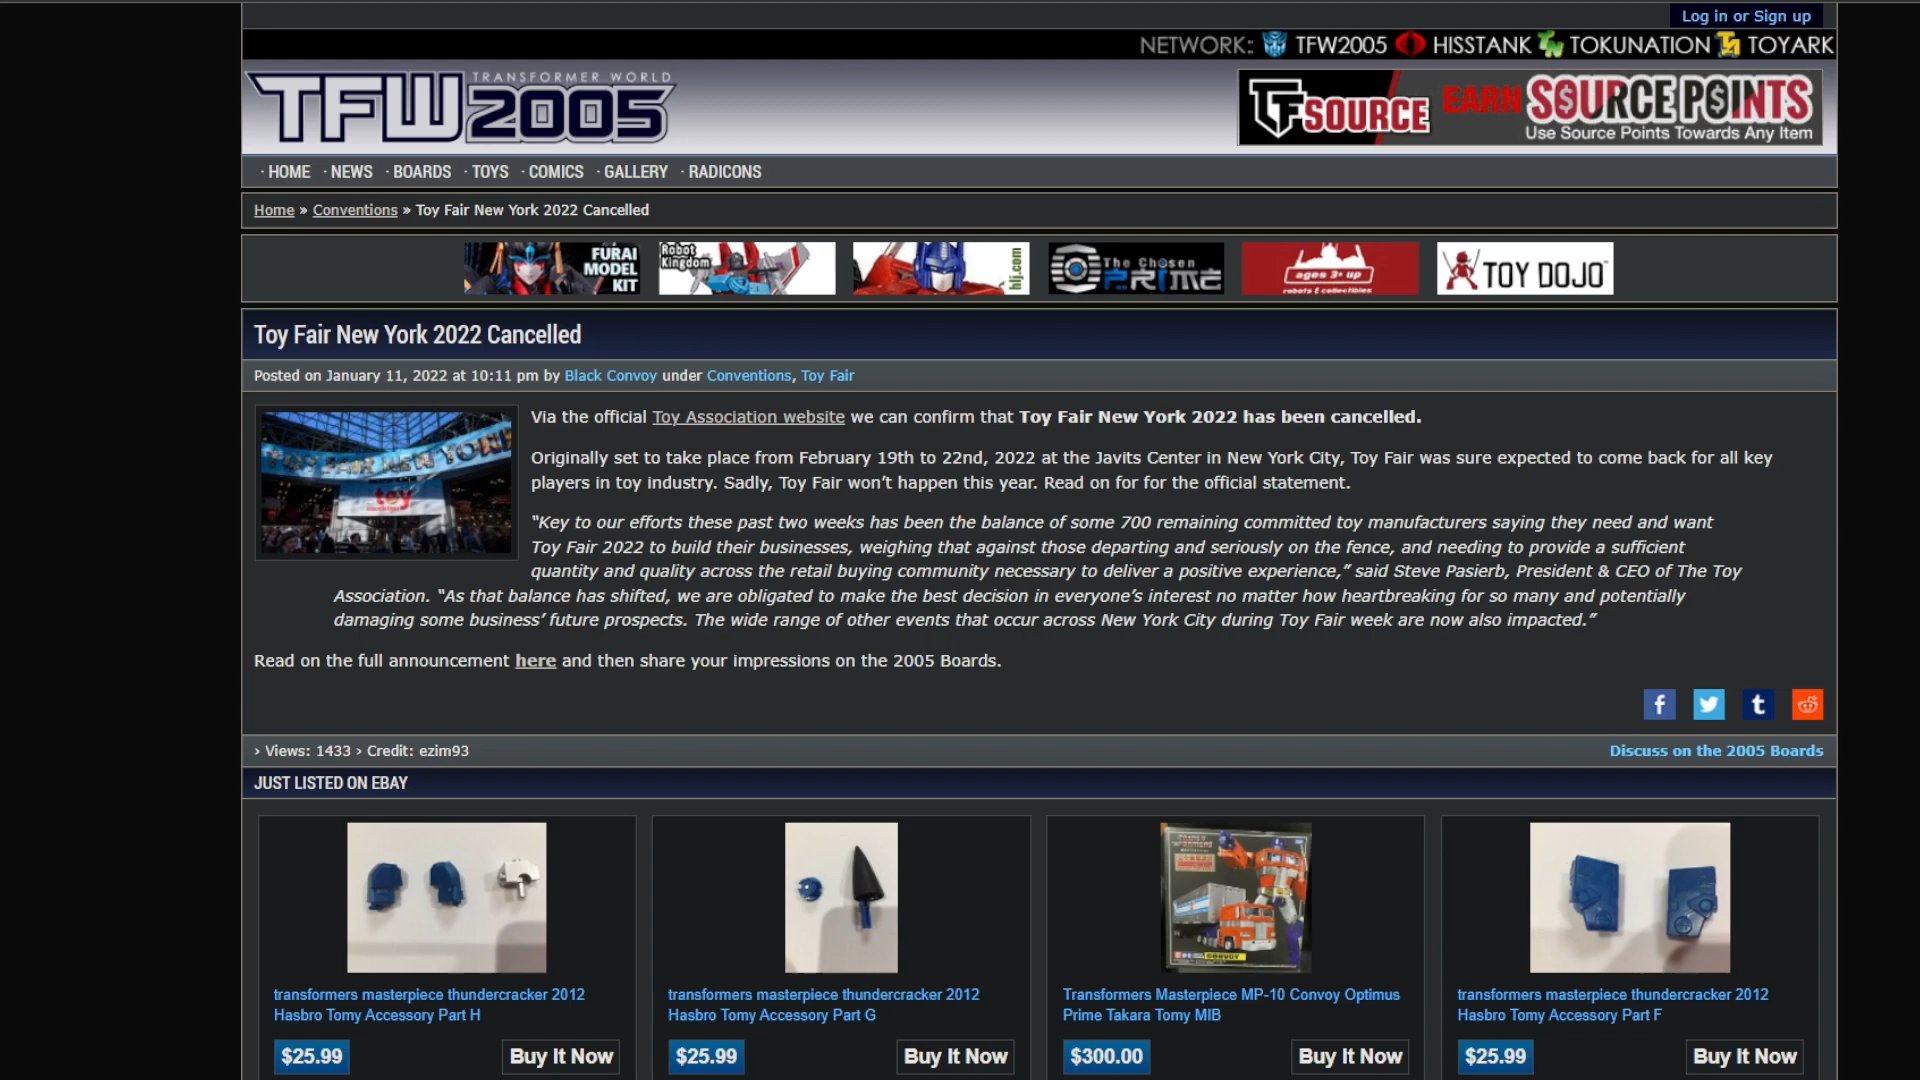 Log in or Sign up
NETWORK:: TFW2005 HISSTANK TOKUNATION TOYARK
TRANSFORMER WORLD
TFW2005
TFSOURCE EARN SOURCE POINTS
Use Source Points Towards Any Item
· HOME · NEWS · BOARDS · TOYS · COMICS · GALLERY · RADICONS
Home » Conventions » Toy Fair New York 2022 Cancelled
FURAI
MODEL
KIT
Robot
Kingdom
hlj.com
The Chosen
PRIME
ages 3+ up
robots & collectibles
TOY DOJO
Toy Fair New York 2022 Cancelled
Posted on January 11, 2022 at 10:11 pm by Black Convoy under Conventions, Toy Fair
TOY FAIR NEW YORK
toy
Via the official Toy Association website we can confirm that Toy Fair New York 2022 has been cancelled.
Originally set to take place from February 19th to 22nd, 2022 at the Javits Center in New York City, Toy Fair was sure expected to come back for all key
players in toy industry. Sadly, Toy Fair won’t happen this year. Read on for for the official statement.
“Key to our efforts these past two weeks has been the balance of some 700 remaining committed toy manufacturers saying they need and want
Toy Fair 2022 to build their businesses, weighing that against those departing and seriously on the fence, and needing to provide a sufficient
quantity and quality across the retail buying community necessary to deliver a positive experience,” said Steve Pasierb, President & CEO of The Toy
Association. “As that balance has shifted, we are obligated to make the best decision in everyone’s interest no matter how heartbreaking for so many and potentially
damaging some business’ future prospects. The wide range of other events that occur across New York City during Toy Fair week are now also impacted.”
Read on the full announcement here and then share your impressions on the 2005 Boards.
› Views: 1433 › Credit: ezim93
Discuss on the 2005 Boards
JUST LISTED ON EBAY
CONVOY
transformers masterpiece thundercracker 2012
Hasbro Tomy Accessory Part H
$25.99 Buy It Now
transformers masterpiece thundercracker 2012
Hasbro Tomy Accessory Part G
$25.99 Buy It Now
Transformers Masterpiece MP-10 Convoy Optimus
Prime Takara Tomy MIB
$300.00 Buy It Now
transformers masterpiece thundercracker 2012
Hasbro Tomy Accessory Part F
$25.99 Buy It Now